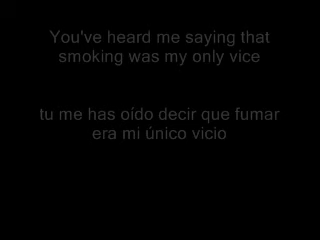 You've heard me saying that
smoking was my only vice
tu me has oído decir que fumar
era mi único vicio